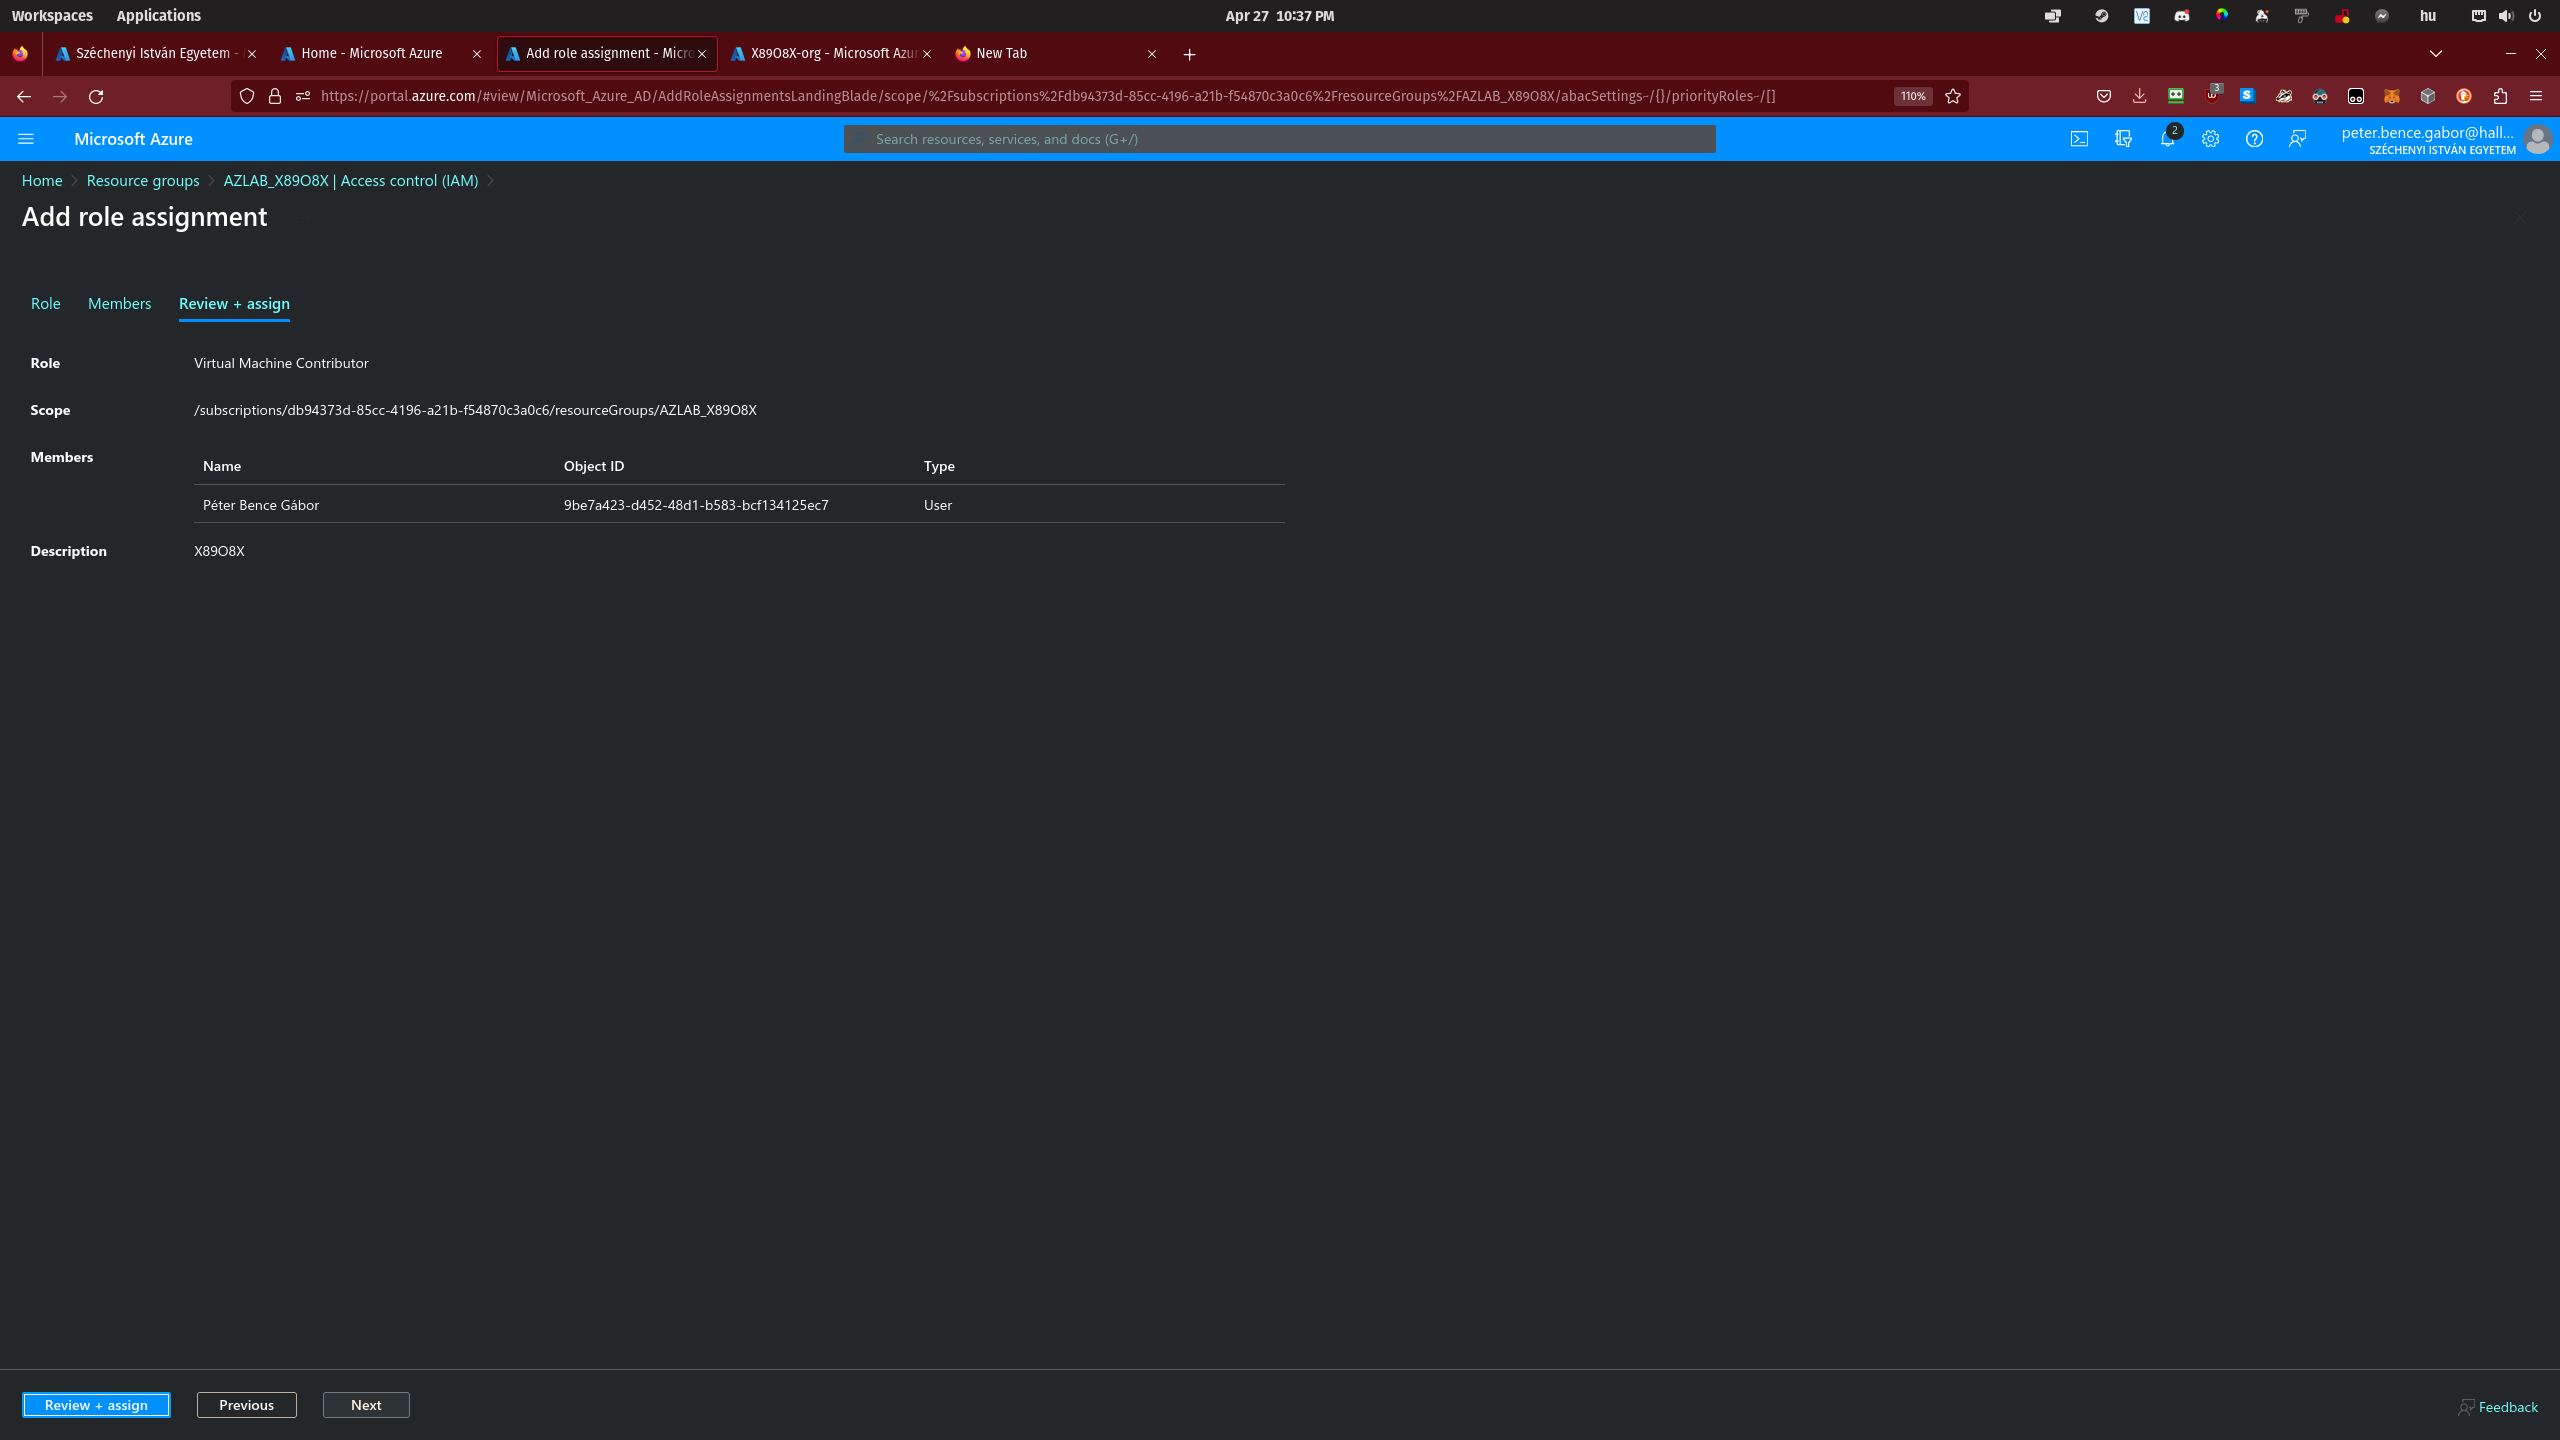 Workspaces Applications Apr 27 10:37 PM hu
Széchenyi István Egyetem - Home - Microsoft Azure Add role assignment - Micro X89O8X-org - Microsoft Azur New Tab
https://portal.azure.com/#view/Microsoft_Azure_AD/AddRoleAssignmentsLandingBlade/scope/%2Fsubscriptions%2Fdb94373d-85cc-4196-a21b-f54870c3a0c6%2FresourceGroups%2FAZLAB_X89O8X/abacSettings~/{}/priorityRoles~/[] 110% 3
Microsoft Azure Search resources, services, and docs (G+/) 2 peter.bence.gabor@hall...
SZÉCHENYI ISTVÁN EGYETEM
Home Resource groups AZLAB_X89O8X | Access control (IAM)
Add role assignment
Role Members Review + assign
Role Virtual Machine Contributor
Scope /subscriptions/db94373d-85cc-4196-a21b-f54870c3a0c6/resourceGroups/AZLAB_X89O8X
Members
Name Object ID Type
Péter Bence Gábor 9be7a423-d452-48d1-b583-bcf134125ec7 User
Description X89O8X
Review + assign Previous Next Feedback